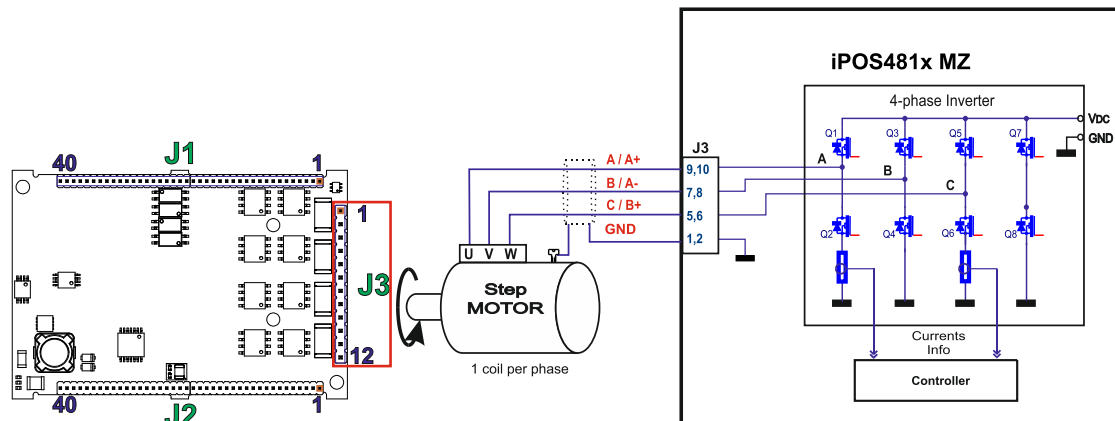 J1
40
1
1
J3
12
40
1
J2
A / A+
B / A-
C / B+
GND
U V W
Step
MOTOR
1 coil per phase
iPOS481x MZ
4-phase Inverter
J3
9,10
7,8
5,6
1,2
A
B
C
Q1
Q3
Q5
Q7
Q2
Q4
Q6
Q8
VDC
GND
Currents
Info
Controller